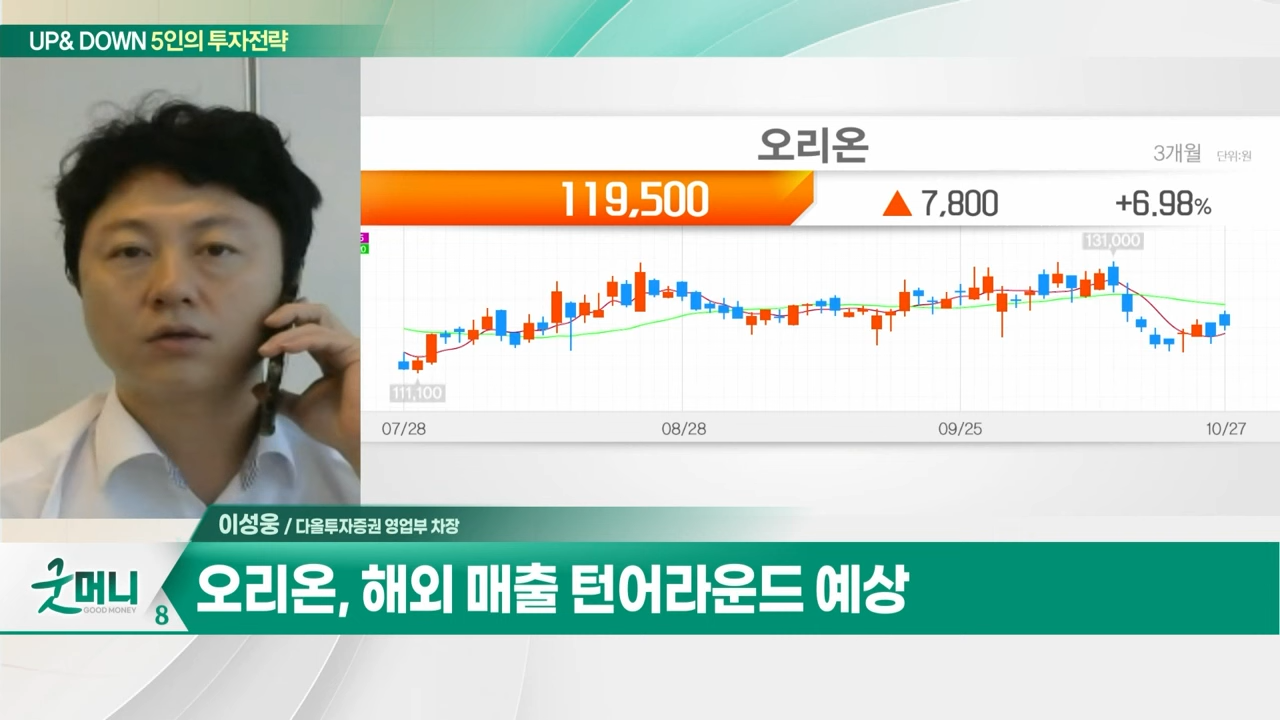 UP& DOWN 5인의 투자전략
오리온
3개월 단위:원
119,500 ▲ 7,800 +6.98%
131,000
111,100
07/28 08/28 09/25 10/27
이성웅 / 다올투자증권 영업부 차장
굿머니
GOOD MONEY
8
오리온, 해외 매출 턴어라운드 예상